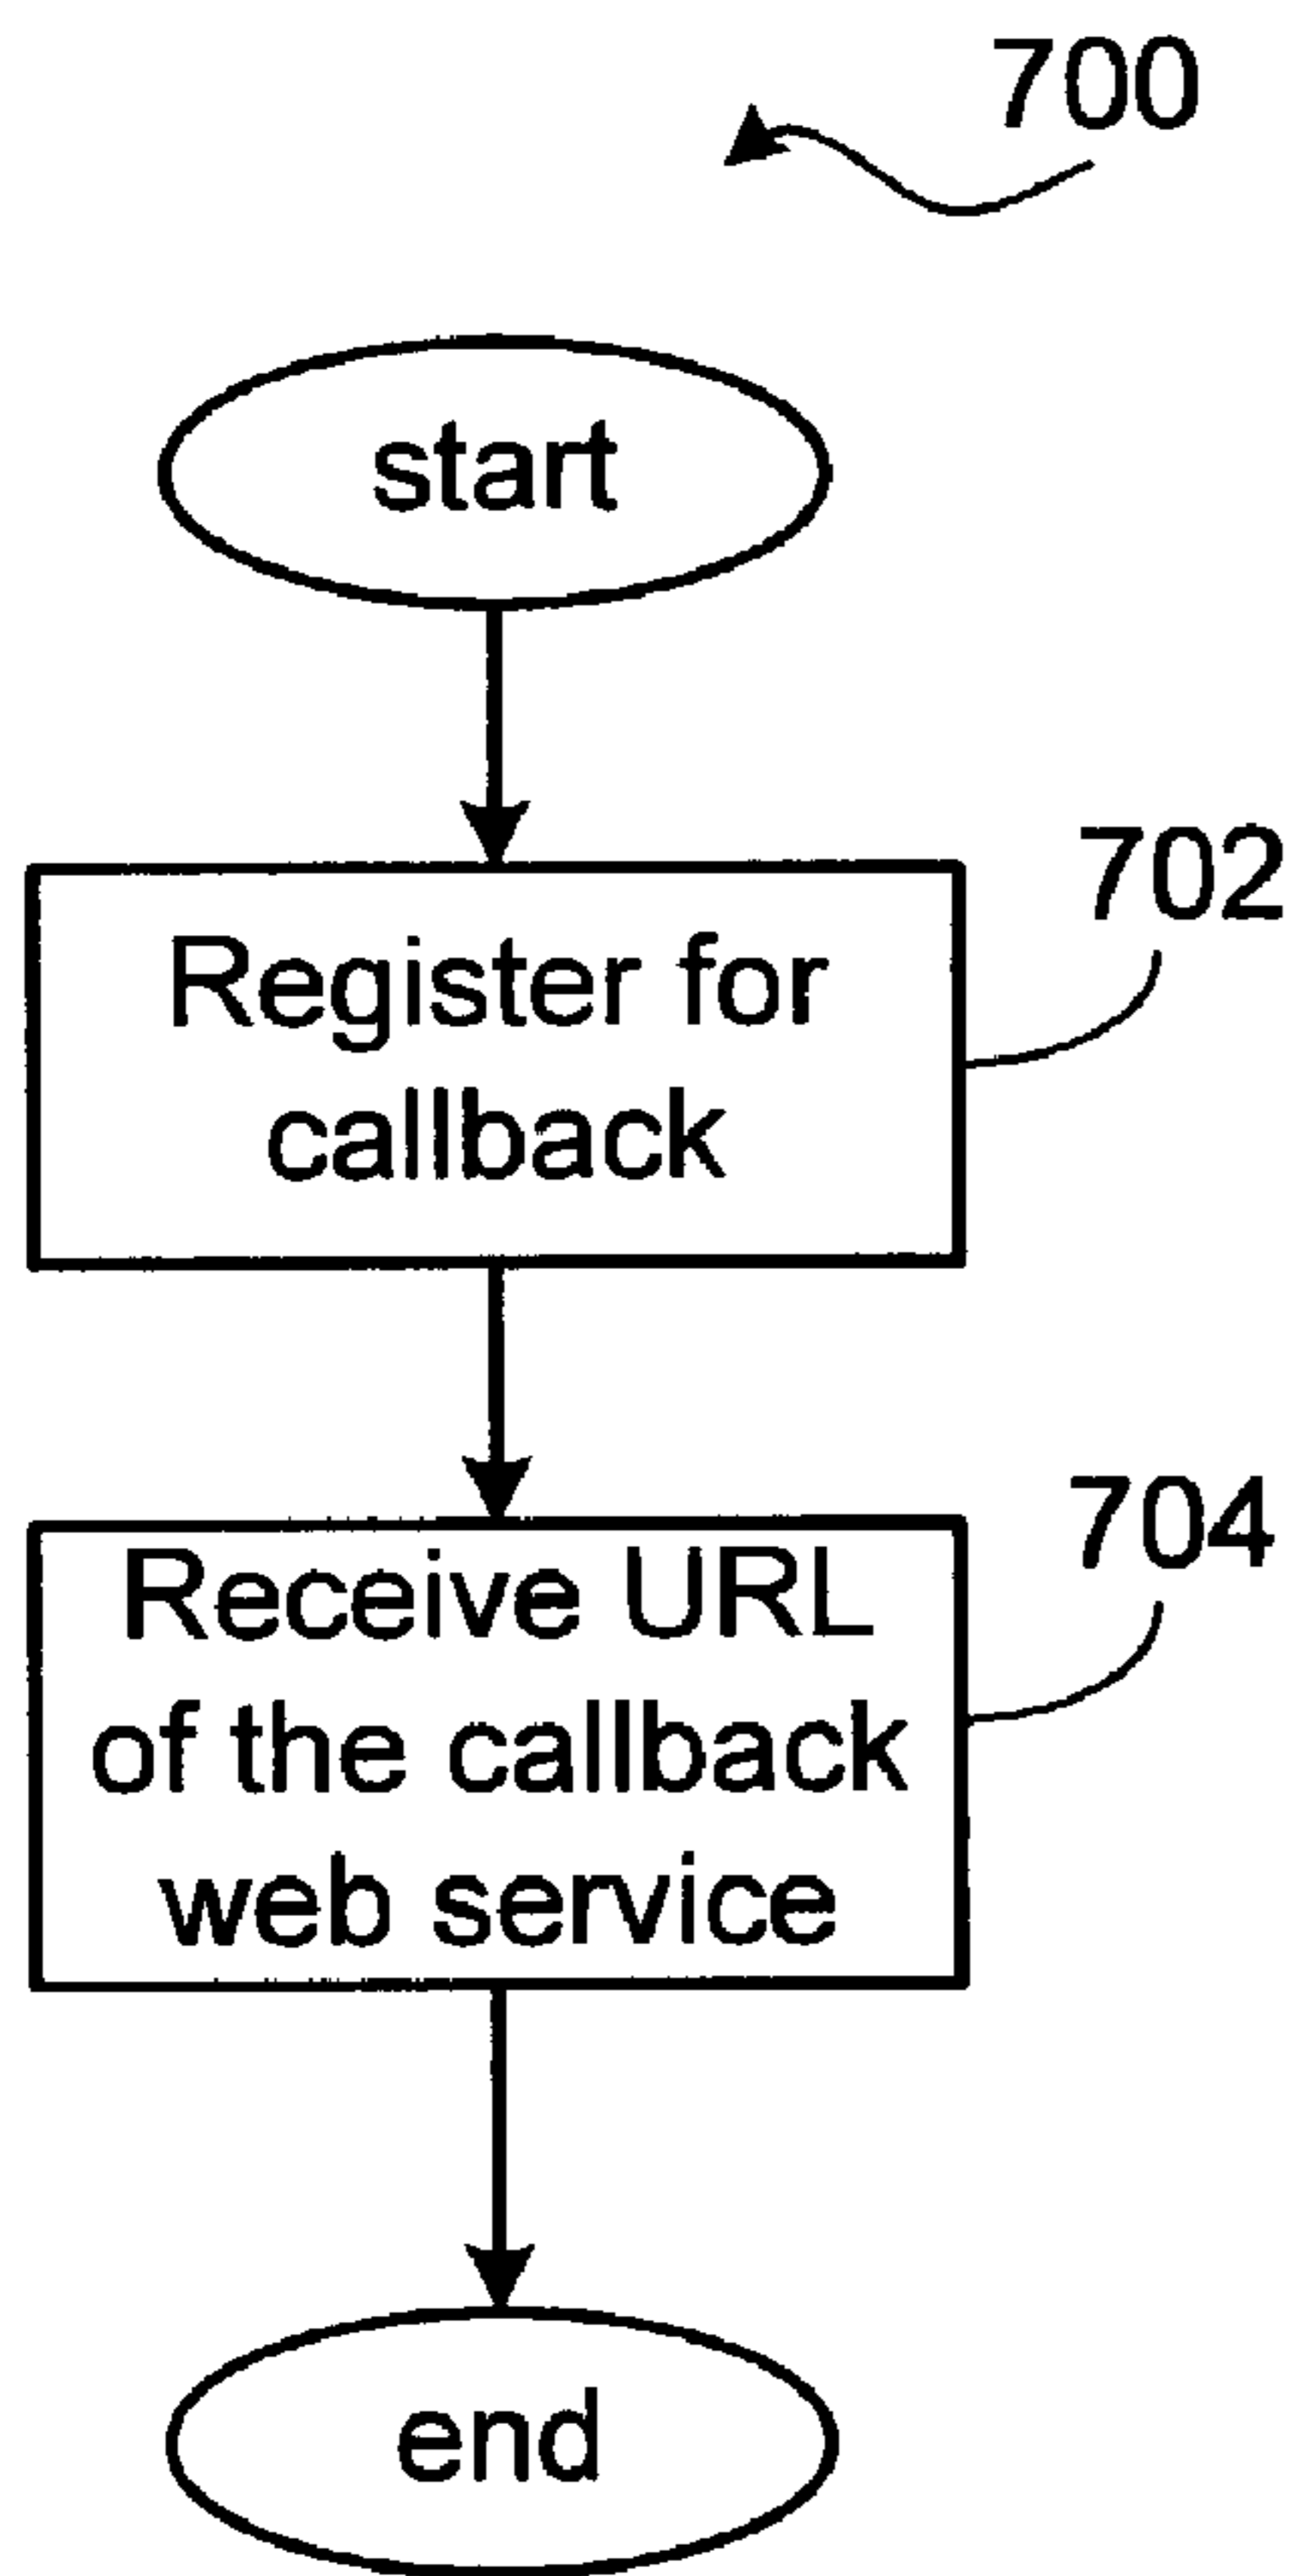 700
start
702
Register for
callback
704
Receive URL
of the callback
web service
end